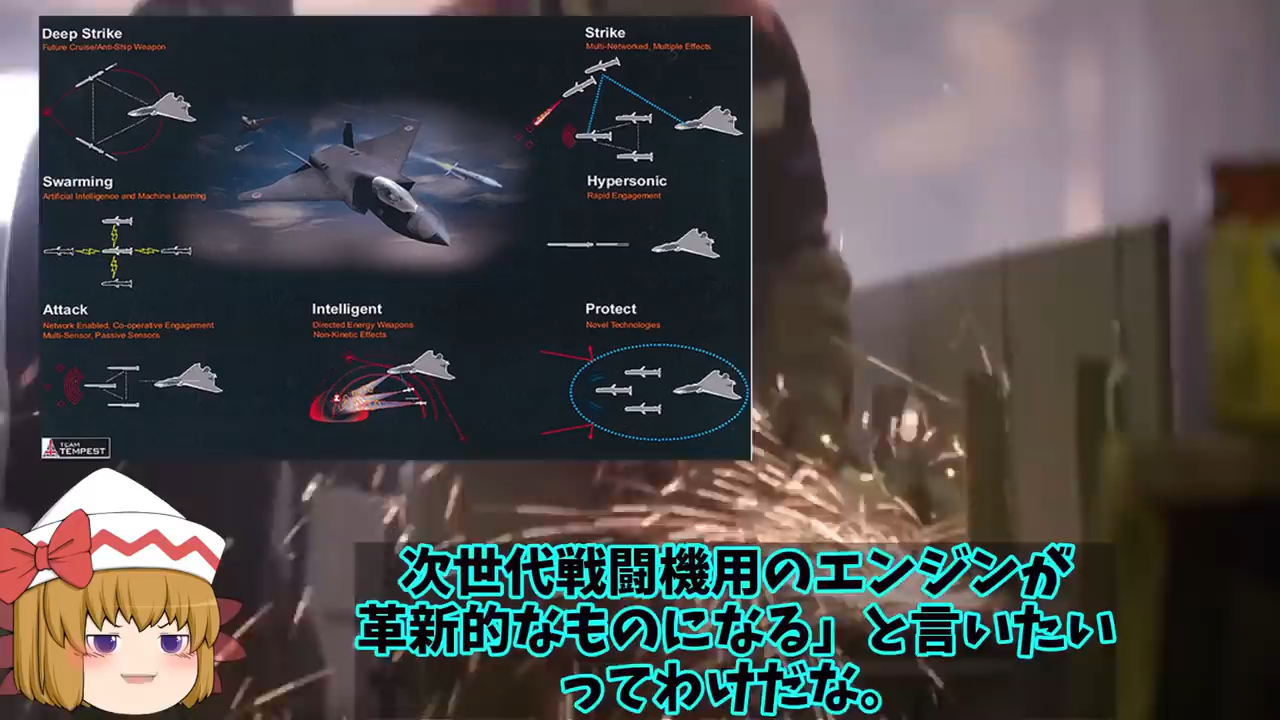 Deep Strike
Future Cruise/Anti-Ship Weapon
Strike
Multi-Networked, Multiple Effects
Swarming
Artificial Intelligence and Machine Learning
Hypersonic
Rapid Engagement
Attack
Network Enabled, Co-operative Engagement
Multi-Sensor, Passive Sensors
Intelligent
Directed Energy Weapons
Non-Kinetic Effects
Protect
Novel Technologies
TEAM
TEMPEST
次世代戦闘機用のエンジンが
革新的なものになる」と言いたい
ってわけだな。